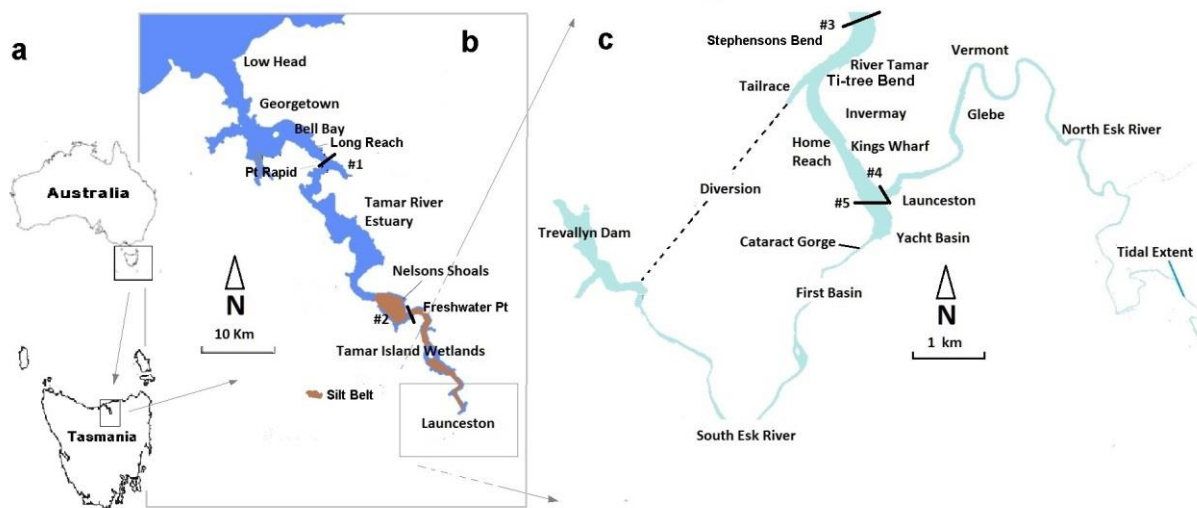 a
Australia
N
10 Km
Tasmania
b
Low Head
Georgetown
Bell Bay
Long Reach
Pt Rapid
#1
Tamar River
Estuary
Nelsons Shoals
Freshwater Pt
#2
Tamar Island Wetlands
Silt Belt
Launceston
c
#3
Stephensons Bend
Vermont
River Tamar
Ti-tree Bend
Tailrace
Invermay
Glebe
North Esk River
Home
Reach
Kings Wharf
#4
Diversion
#5
Launceston
Trevallyn Dam
Cataract Gorge
Yacht Basin
Tidal Extent
First Basin
N
1 km
South Esk River